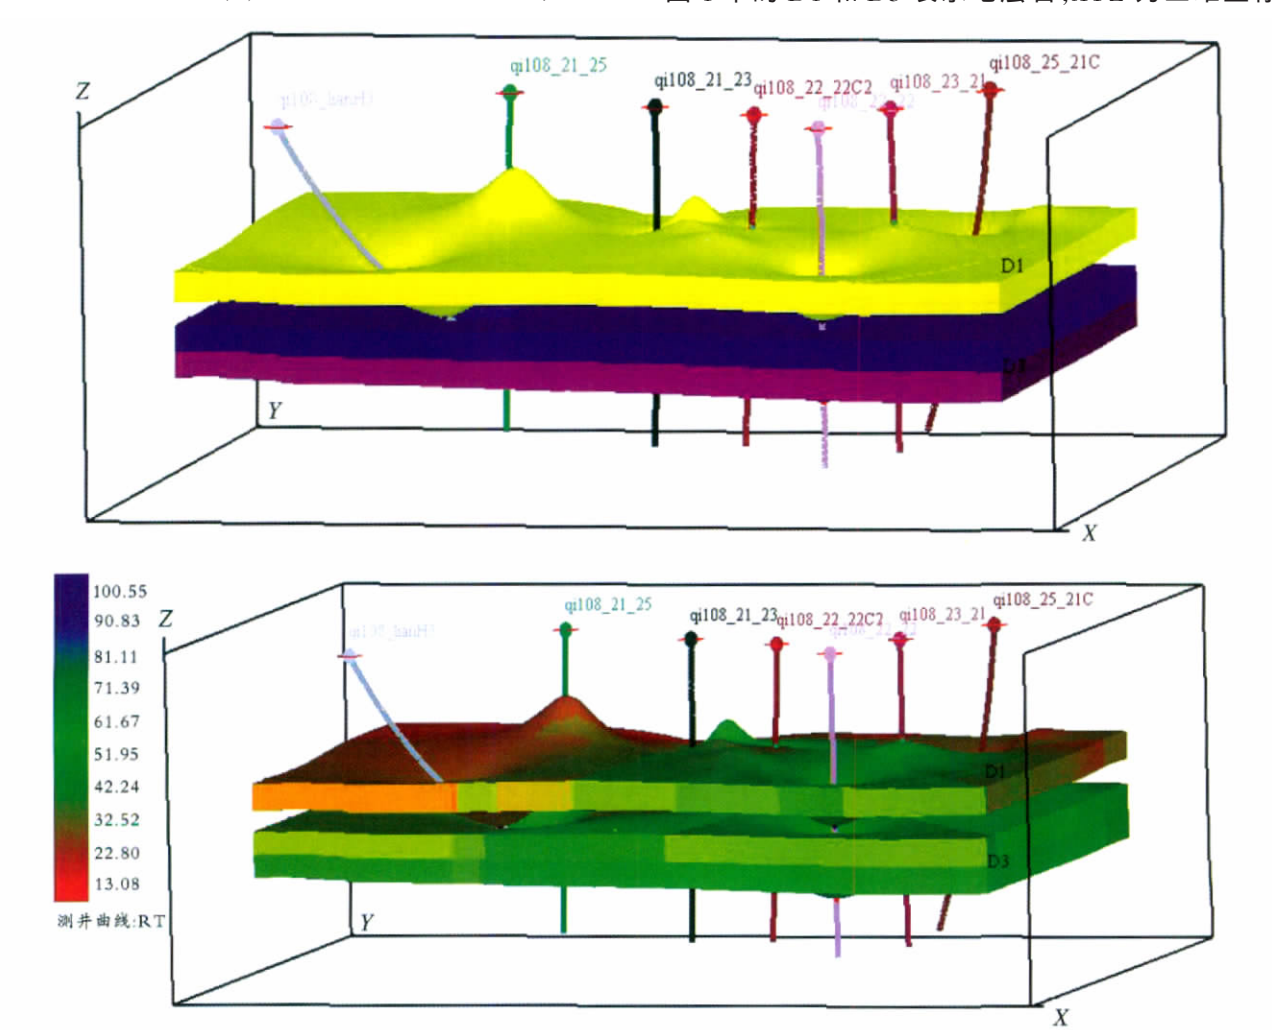 Z
qi108_21_25
qi108_21_23
qi108_22_22C2
qi108_23_21
qi108_25_21C
D1
Y
X
100.55
90.83
81.11
71.39
61.67
51.95
42.24
32.52
22.80
13.08
测井曲线:RT
Z
qi108_21_25
qi108_21_23
qi108_22_22C2
qi108_23_21
qi108_25_21C
D1
D3
Y
X